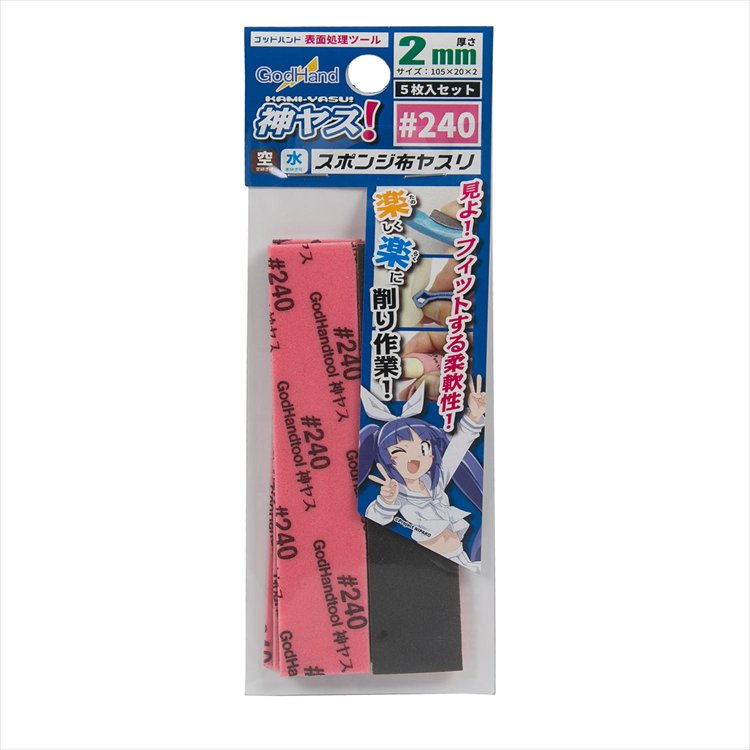 ゴッドハンド 表面処理ツール
GodHand
KAMI-YASU!
神ヤス!
2mm
厚さ
サイズ:105×20×2
5枚入セット
#240
空
水
スポンジ布ヤスリ
見よ!フィットする柔軟性!
楽しく楽に
削り作業!
#240
GodHandtool 神ヤス
#240
GodHandtool 神ヤス
#240
GodHandtool 神ヤス
#240
GodHandtool 神ヤス
#240